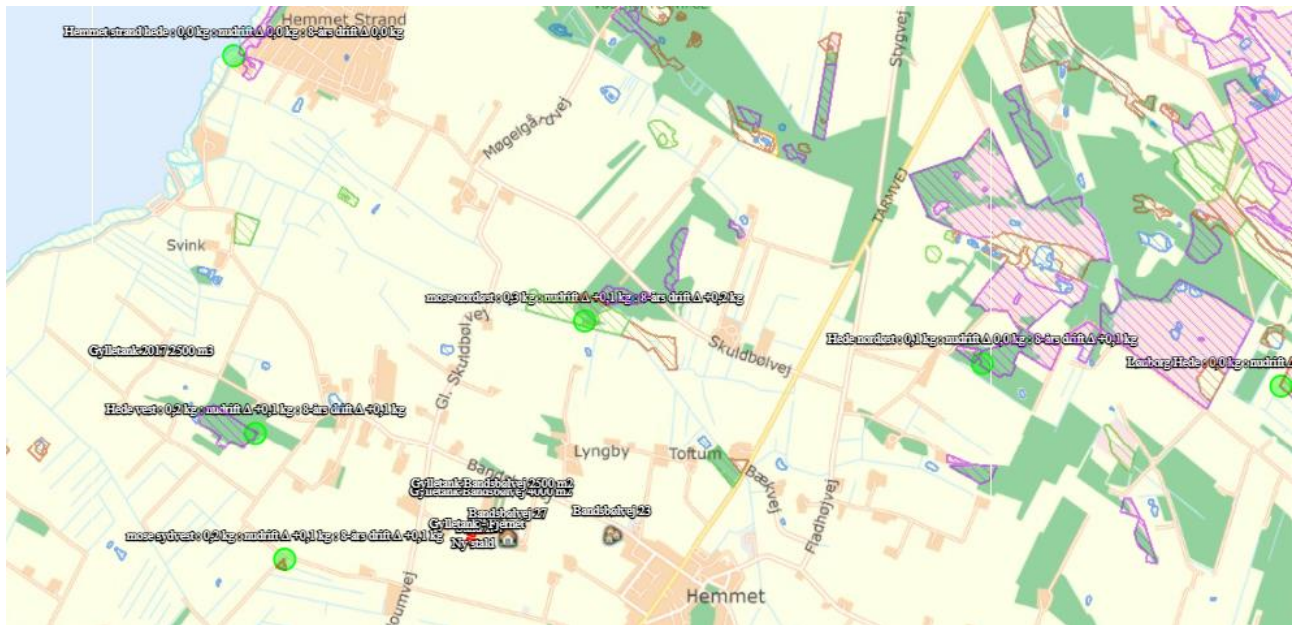 Hemmet Strand
Hemmet strand hede : 0,0 kg : nudrift Δ 0,0 kg : 8-års drift Δ 0,0 kg
Stygvej
Møgelgårdvej
TARMVEJ
Svink
mose nordøst : 0,3 kg : nudrift Δ +0,1 kg : 8-års drift Δ +0,2 kg
Gl. Skuldbølvej
Skuldbølvej
Hede nordøst : 0,1 kg : nudrift Δ 0,0 kg : 8-års drift Δ +0,1 kg
Gylletank 2017 2500 m3
Lønborg Hede : 0,0 kg : nudrift Δ
Hede vest : 0,2 kg : nudrift Δ +0,1 kg : 8-års drift Δ +0,1 kg
Lyngby
Toftum
Bækvej
Gylletank Bandsbølvej 2500 m2
Gylletank Bandsbølvej 4000 m2
Bandsbølvej 27
Bandsbølvej 23
Gylletank - Fjernet
Ny stald
Fladhøjvej
mose sydvest : 0,2 kg : nudrift Δ +0,1 kg : 8-års drift Δ +0,1 kg
Hemmet